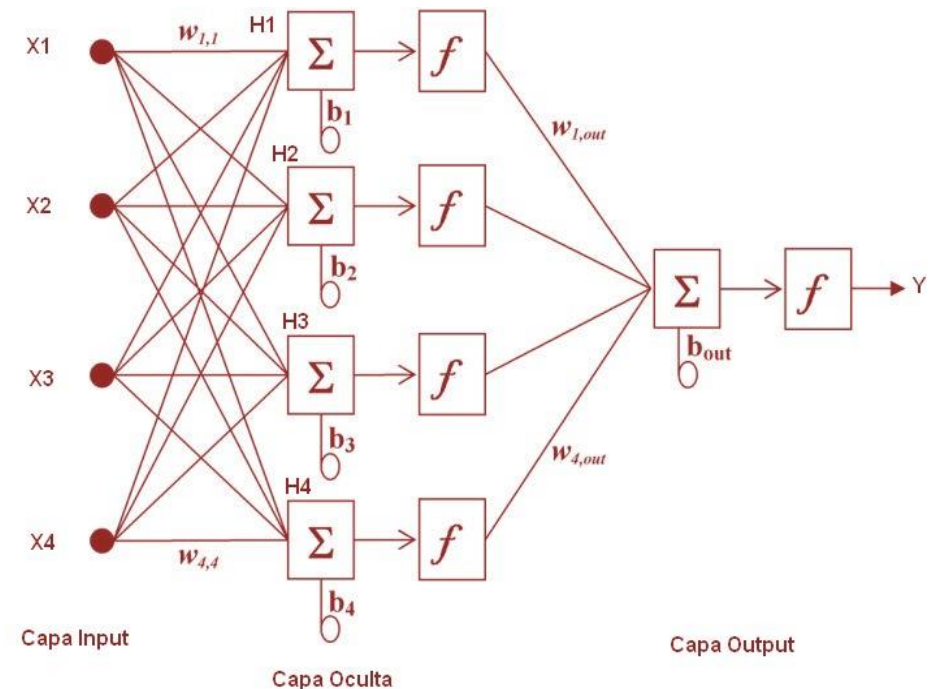 X1
w1,1
H1
Σ
f
b1
w1,out
X2
H2
Σ
f
b2
Σ
f
Y
bout
X3
H3
Σ
f
b3
w4,out
X4
w4,4
H4
Σ
f
b4
Capa Input
Capa Oculta
Capa Output